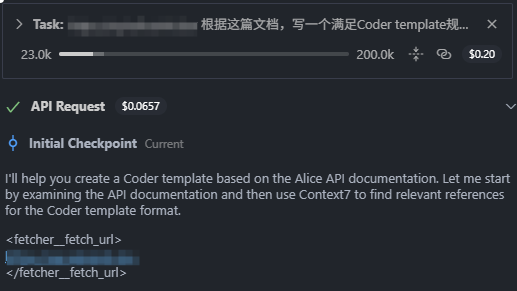 Task: 根据这篇文档，写一个满足Coder template规...
23.0k 200.0k $0.20
API Request $0.0657
Initial Checkpoint Current
I'll help you create a Coder template based on the Alice API documentation. Let me start
by examining the API documentation and then use Context7 to find relevant references
for the Coder template format.
<fetcher__fetch_url>
</fetcher__fetch_url>